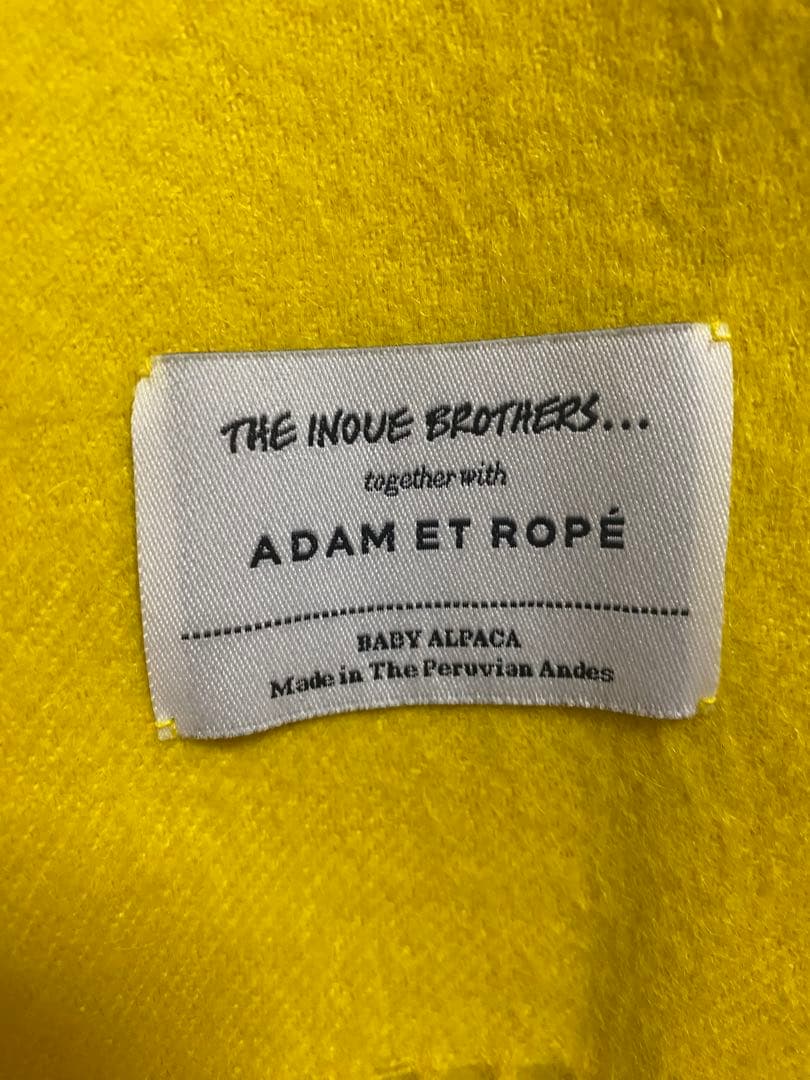 THE INOUE BROTHERS...
together with
ADAM ET ROPÉ
BABY ALPACA
Made in The Peruvian Andes